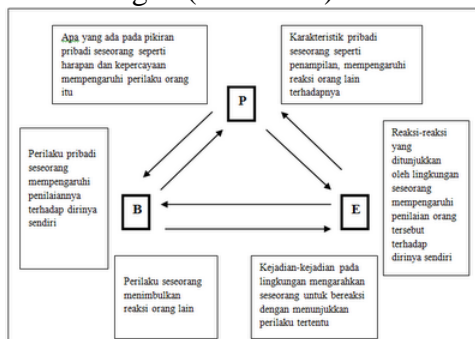 Apa yang ada pada pikiran
pribadi seseorang seperti
harapan dan kepercayaan
mempengaruhi perilaku orang
itu
Karakteristik pribadi
seseorang seperti
penampilan, mempengaruhi
reaksi orang lain
terhadapnya
P
Perilaku pribadi
seseorang
mempengaruhi
penilaiannya
terhadap dirinya
sendiri
B
E
Reaksi-reaksi
yang
ditunjukkan
oleh lingkungan
seseorang
mempengaruhi
penilaian orang
tersebut
terhadap
dirinya sendiri
Perilaku seseorang
menimbulkan
reaksi orang lain
Kejadian-kejadian pada
lingkungan mengarahkan
seseorang untuk bereaksi
dengan menunjukkan
perilaku tertentu